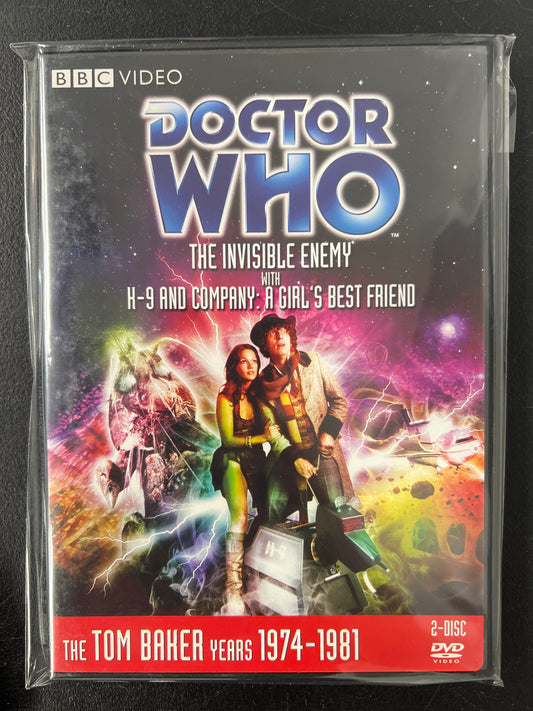 BBC VIDEO
DOCTOR
WHO™
THE INVISIBLE ENEMY
WITH
K-9 AND COMPANY: A GIRL'S BEST FRIEND
K-9
THE TOM BAKER YEARS 1974-1981
2-DISC
DVD
VIDEO